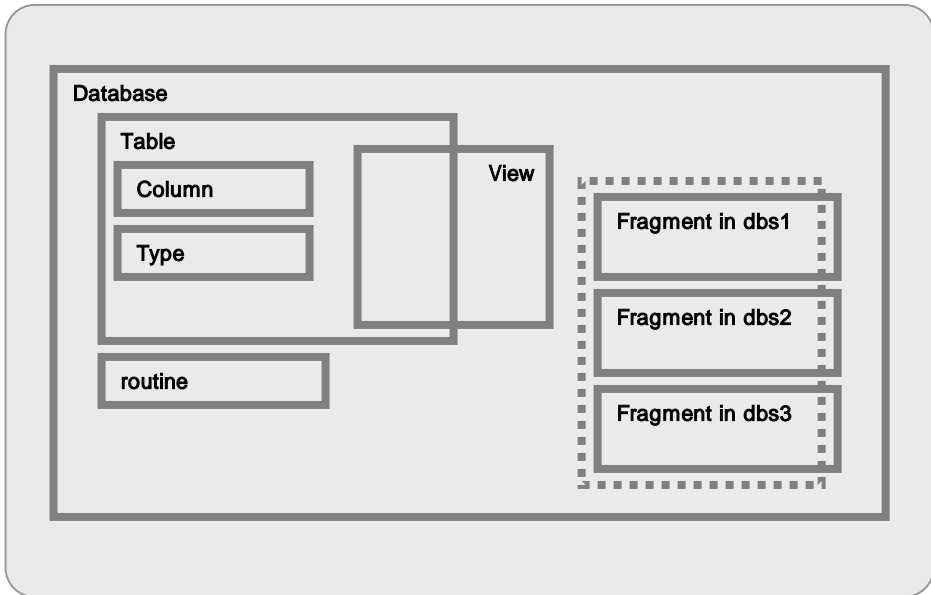 Database
Table
Column
Type
View
routine
Fragment in dbs1
Fragment in dbs2
Fragment in dbs3